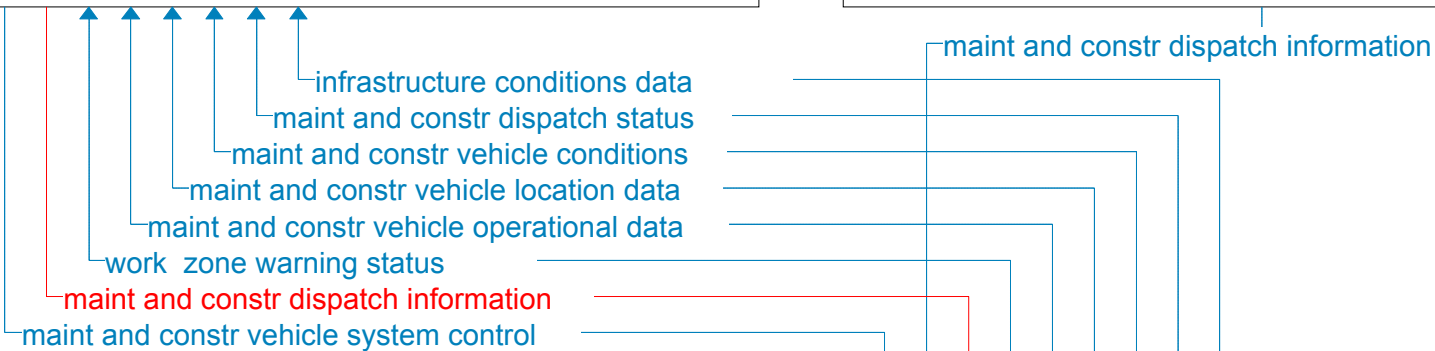 maint and constr dispatch information
infrastructure conditions data
maint and constr dispatch status
maint and constr vehicle conditions
maint and constr vehicle location data
maint and constr vehicle operational data
work  zone warning status
maint and constr dispatch information
maint and constr vehicle system control